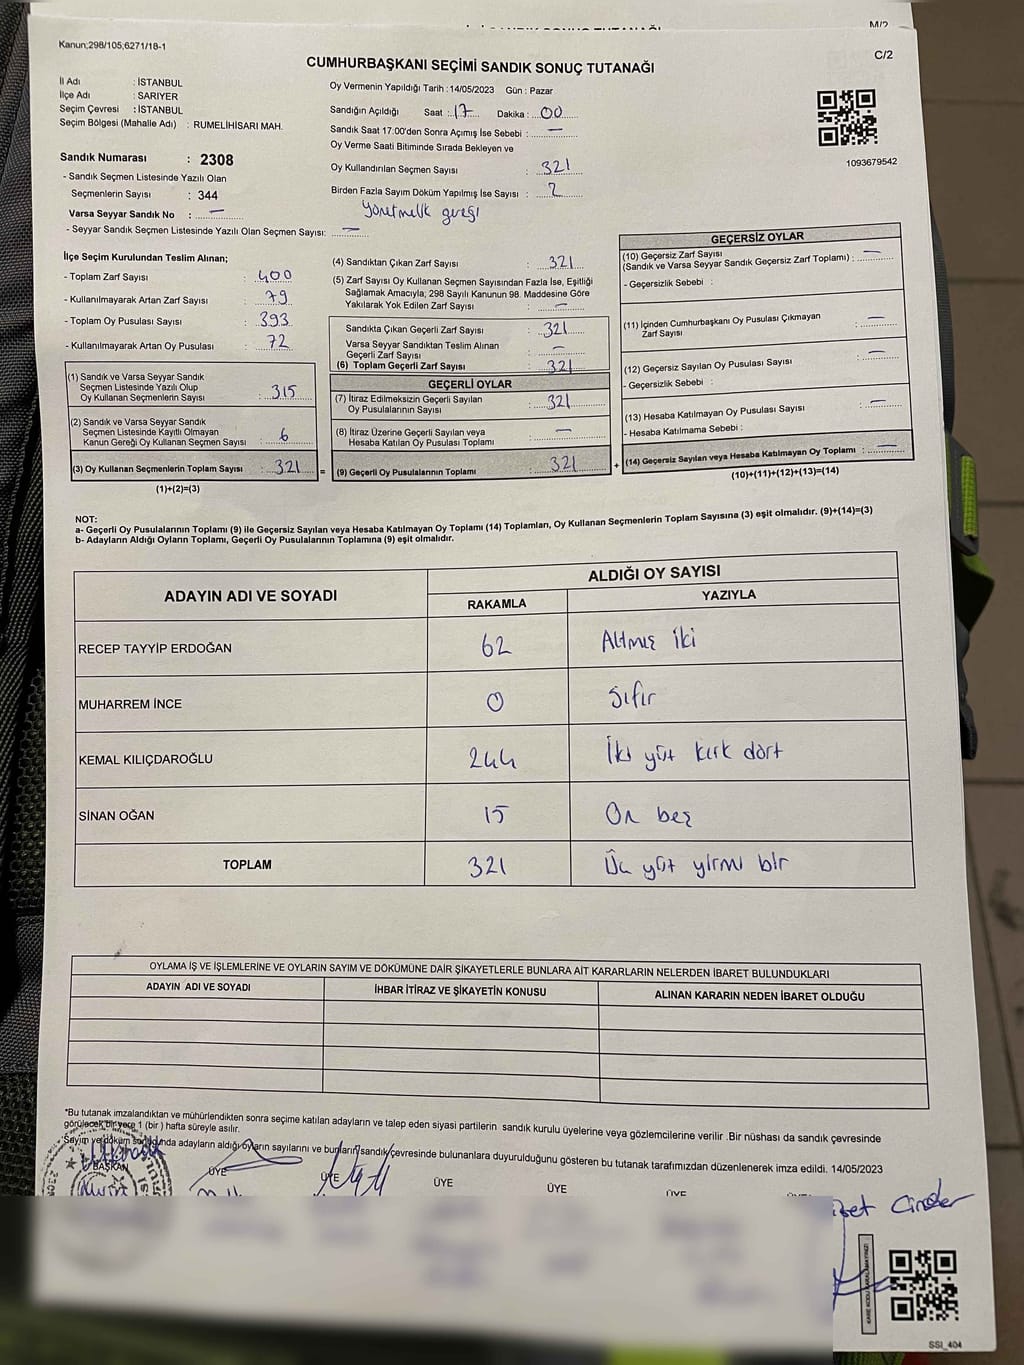 M/2
Kanun;298/105;6271/18-1
C/2
CUMHURBAŞKANI SEÇİMİ SANDIK SONUÇ TUTANAĞI
İl Adı : İSTANBUL
İlçe Adı : SARIYER
Seçim Çevresi : İSTANBUL
Seçim Bölgesi (Mahalle Adı) : RUMELİHİSARI MAH.
Sandık Numarası : 2308
- Sandık Seçmen Listesinde Yazılı Olan
Seçmenlerin Sayısı : 344
Varsa Seyyar Sandık No : —
- Seyyar Sandık Seçmen Listesinde Yazılı Olan Seçmen Sayısı: —
Oy Vermenin Yapıldığı Tarih : 14/05/2023 Gün : Pazar
Sandığın Açıldığı Saat : 17 Dakika : 00
Sandık Saat 17:00'den Sonra Açımış İse Sebebi : —
Oy Verme Saati Bitiminde Sırada Bekleyen ve
Oy Kullandırılan Seçmen Sayısı : 321
Birden Fazla Sayım Döküm Yapılmış İse Sayısı : 2
Yönetmelik gereği
1093679542
İlçe Seçim Kurulundan Teslim Alınan;
- Toplam Zarf Sayısı : 400
- Kullanılmayarak Artan Zarf Sayısı : 79
- Toplam Oy Pusulası Sayısı : 393
- Kullanılmayarak Artan Oy Pusulası : 72
(1) Sandık ve Varsa Seyyar Sandık
Seçmen Listesinde Yazılı Olup
Oy Kullanan Seçmenlerin Sayısı : 315
(2) Sandık ve Varsa Seyyar Sandık
Seçmen Listesinde Kayıtlı Olmayan
Kanun Gereği Oy Kullanan Seçmen Sayısı : 6
(3) Oy Kullanan Seçmenlerin Toplam Sayısı : 321 =
(1)+(2)=(3)
(4) Sandıktan Çıkan Zarf Sayısı : 321
(5) Zarf Sayısı Oy Kullanan Seçmen Sayısından Fazla İse, Eşitliği
Sağlamak Amacıyla; 298 Sayılı Kanunun 98. Maddesine Göre
Yakılarak Yok Edilen Zarf Sayısı : —
Sandıkta Çıkan Geçerli Zarf Sayısı : 321
Varsa Seyyar Sandıktan Teslim Alınan
Geçerli Zarf Sayısı : —
(6) Toplam Geçerli Zarf Sayısı : 321
GEÇERLİ OYLAR
(7) İtiraz Edilmeksizin Geçerli Sayılan
Oy Pusulalarının Sayısı : 321
(8) İtiraz Üzerine Geçerli Sayılan veya
Hesaba Katılan Oy Pusulası Toplamı : —
(9) Geçerli Oy Pusulalarının Toplamı : 321 +
GEÇERSİZ OYLAR
(10) Geçersiz Zarf Sayısı
(Sandık ve Varsa Seyyar Sandık Geçersiz Zarf Toplamı) : —
- Geçersizlik Sebebi :
(11) İçinden Cumhurbaşkanı Oy Pusulası Çıkmayan
Zarf Sayısı : —
(12) Geçersiz Sayılan Oy Pusulası Sayısı : —
- Geçersizlik Sebebi :
(13) Hesaba Katılmayan Oy Pusulası Sayısı : —
- Hesaba Katılmama Sebebi :
(14) Geçersiz Sayılan veya Hesaba Katılmayan Oy Toplamı : —
(10)+(11)+(12)+(13)=(14)
NOT:
a- Geçerli Oy Pusulalarının Toplamı (9) ile Geçersiz Sayılan veya Hesaba Katılmayan Oy Toplamı (14) Toplamları, Oy Kullanan Seçmenlerin Toplam Sayısına (3) eşit olmalıdır. (9)+(14)=(3)
b- Adayların Aldığı Oyların Toplamı, Geçerli Oy Pusulalarının Toplamına (9) eşit olmalıdır.
ADAYIN ADI VE SOYADI
ALDIĞI OY SAYISI
RAKAMLA YAZIYLA
RECEP TAYYİP ERDOĞAN 62 Altmış iki
MUHARREM İNCE 0 Sıfır
KEMAL KILIÇDAROĞLU 244 İki yüz kırk dört
SİNAN OĞAN 15 On beş
TOPLAM 321 Üç yüz yirmi bir
OYLAMA İŞ VE İŞLEMLERİNE VE OYLARIN SAYIM VE DÖKÜMÜNE DAİR ŞİKAYETLERLE BUNLARA AİT KARARLARIN NELERDEN İBARET BULUNDUKLARI
ADAYIN ADI VE SOYADI İHBAR İTİRAZ VE ŞİKAYETİN KONUSU ALINAN KARARIN NEDEN İBARET OLDUĞU
*Bu tutanak imzalandıktan ve mühürlendikten sonra seçime katılan adayların ve talep eden siyasi partilerin sandık kurulu üyelerine veya gözlemcilerine verilir .Bir nüshası da sandık çevresinde
görülecek bir yere 1 (bir ) hafta süreyle asılır.
Sayım ve döküm sonunda adayların aldığı oyların sayılarını ve bunların sandık çevresinde bulunanlara duyurulduğunu gösteren bu tutanak tarafımızdan düzenlenerek imza edildi. 14/05/2023
BAŞKAN ÜYE ÜYE ÜYE ÜYE ÜYE
SSI_404